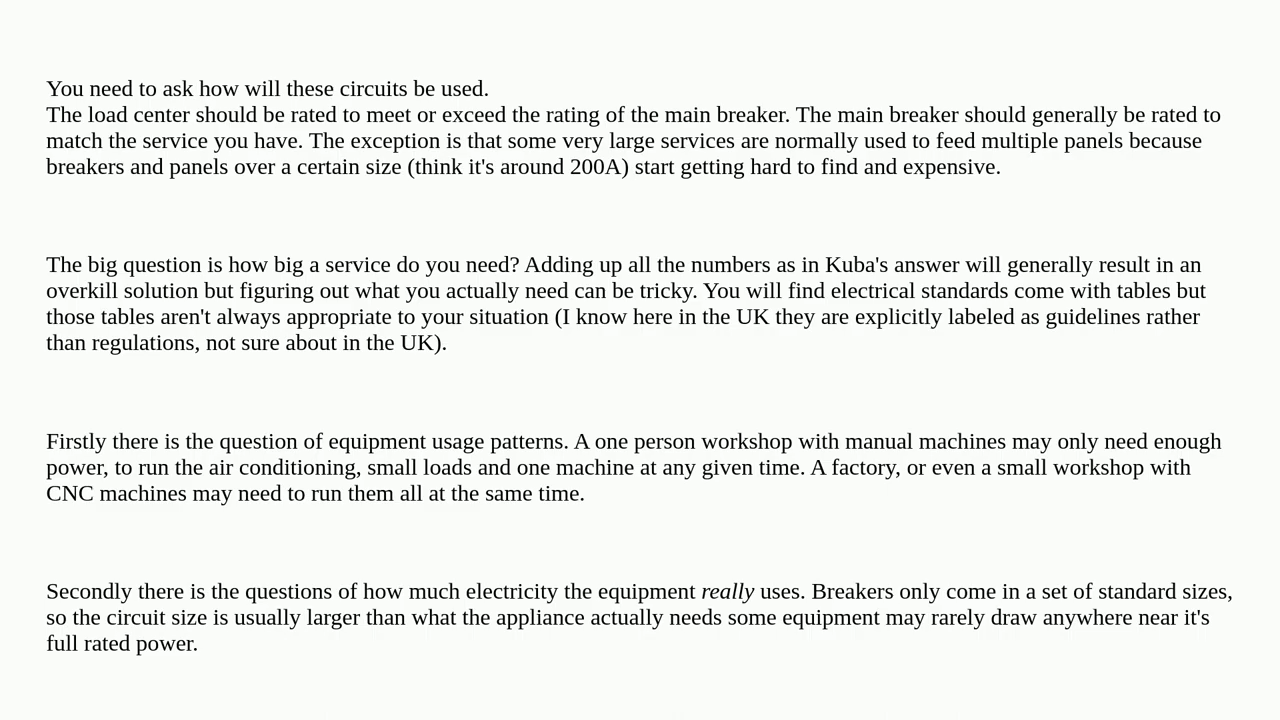 You need to ask how will these circuits be used.
The load center should be rated to meet or exceed the rating of the main breaker. The main breaker should generally be rated to
match the service you have. The exception is that some very large services are normally used to feed multiple panels because
breakers and panels over a certain size (think it's around 200A) start getting hard to find and expensive.
The big question is how big a service do you need? Adding up all the numbers as in Kuba's answer will generally result in an
overkill solution but figuring out what you actually need can be tricky. You will find electrical standards come with tables but
those tables aren't always appropriate to your situation (I know here in the UK they are explicitly labeled as guidelines rather
than regulations, not sure about in the UK).
Firstly there is the question of equipment usage patterns. A one person workshop with manual machines may only need enough
power, to run the air conditioning, small loads and one machine at any given time. A factory, or even a small workshop with
CNC machines may need to run them all at the same time.
Secondly there is the questions of how much electricity the equipment really uses. Breakers only come in a set of standard sizes,
so the circuit size is usually larger than what the appliance actually needs some equipment may rarely draw anywhere near it's
full rated power.